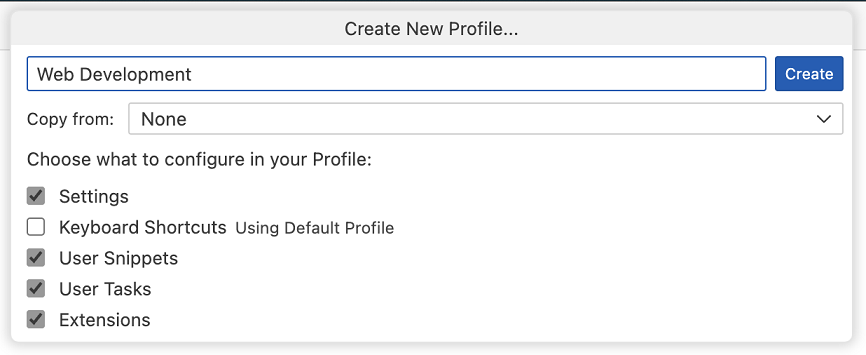 Create New Profile...
Web Development
Create
Copy from: None
Choose what to configure in your Profile:
Settings
Keyboard Shortcuts Using Default Profile
User Snippets
User Tasks
Extensions